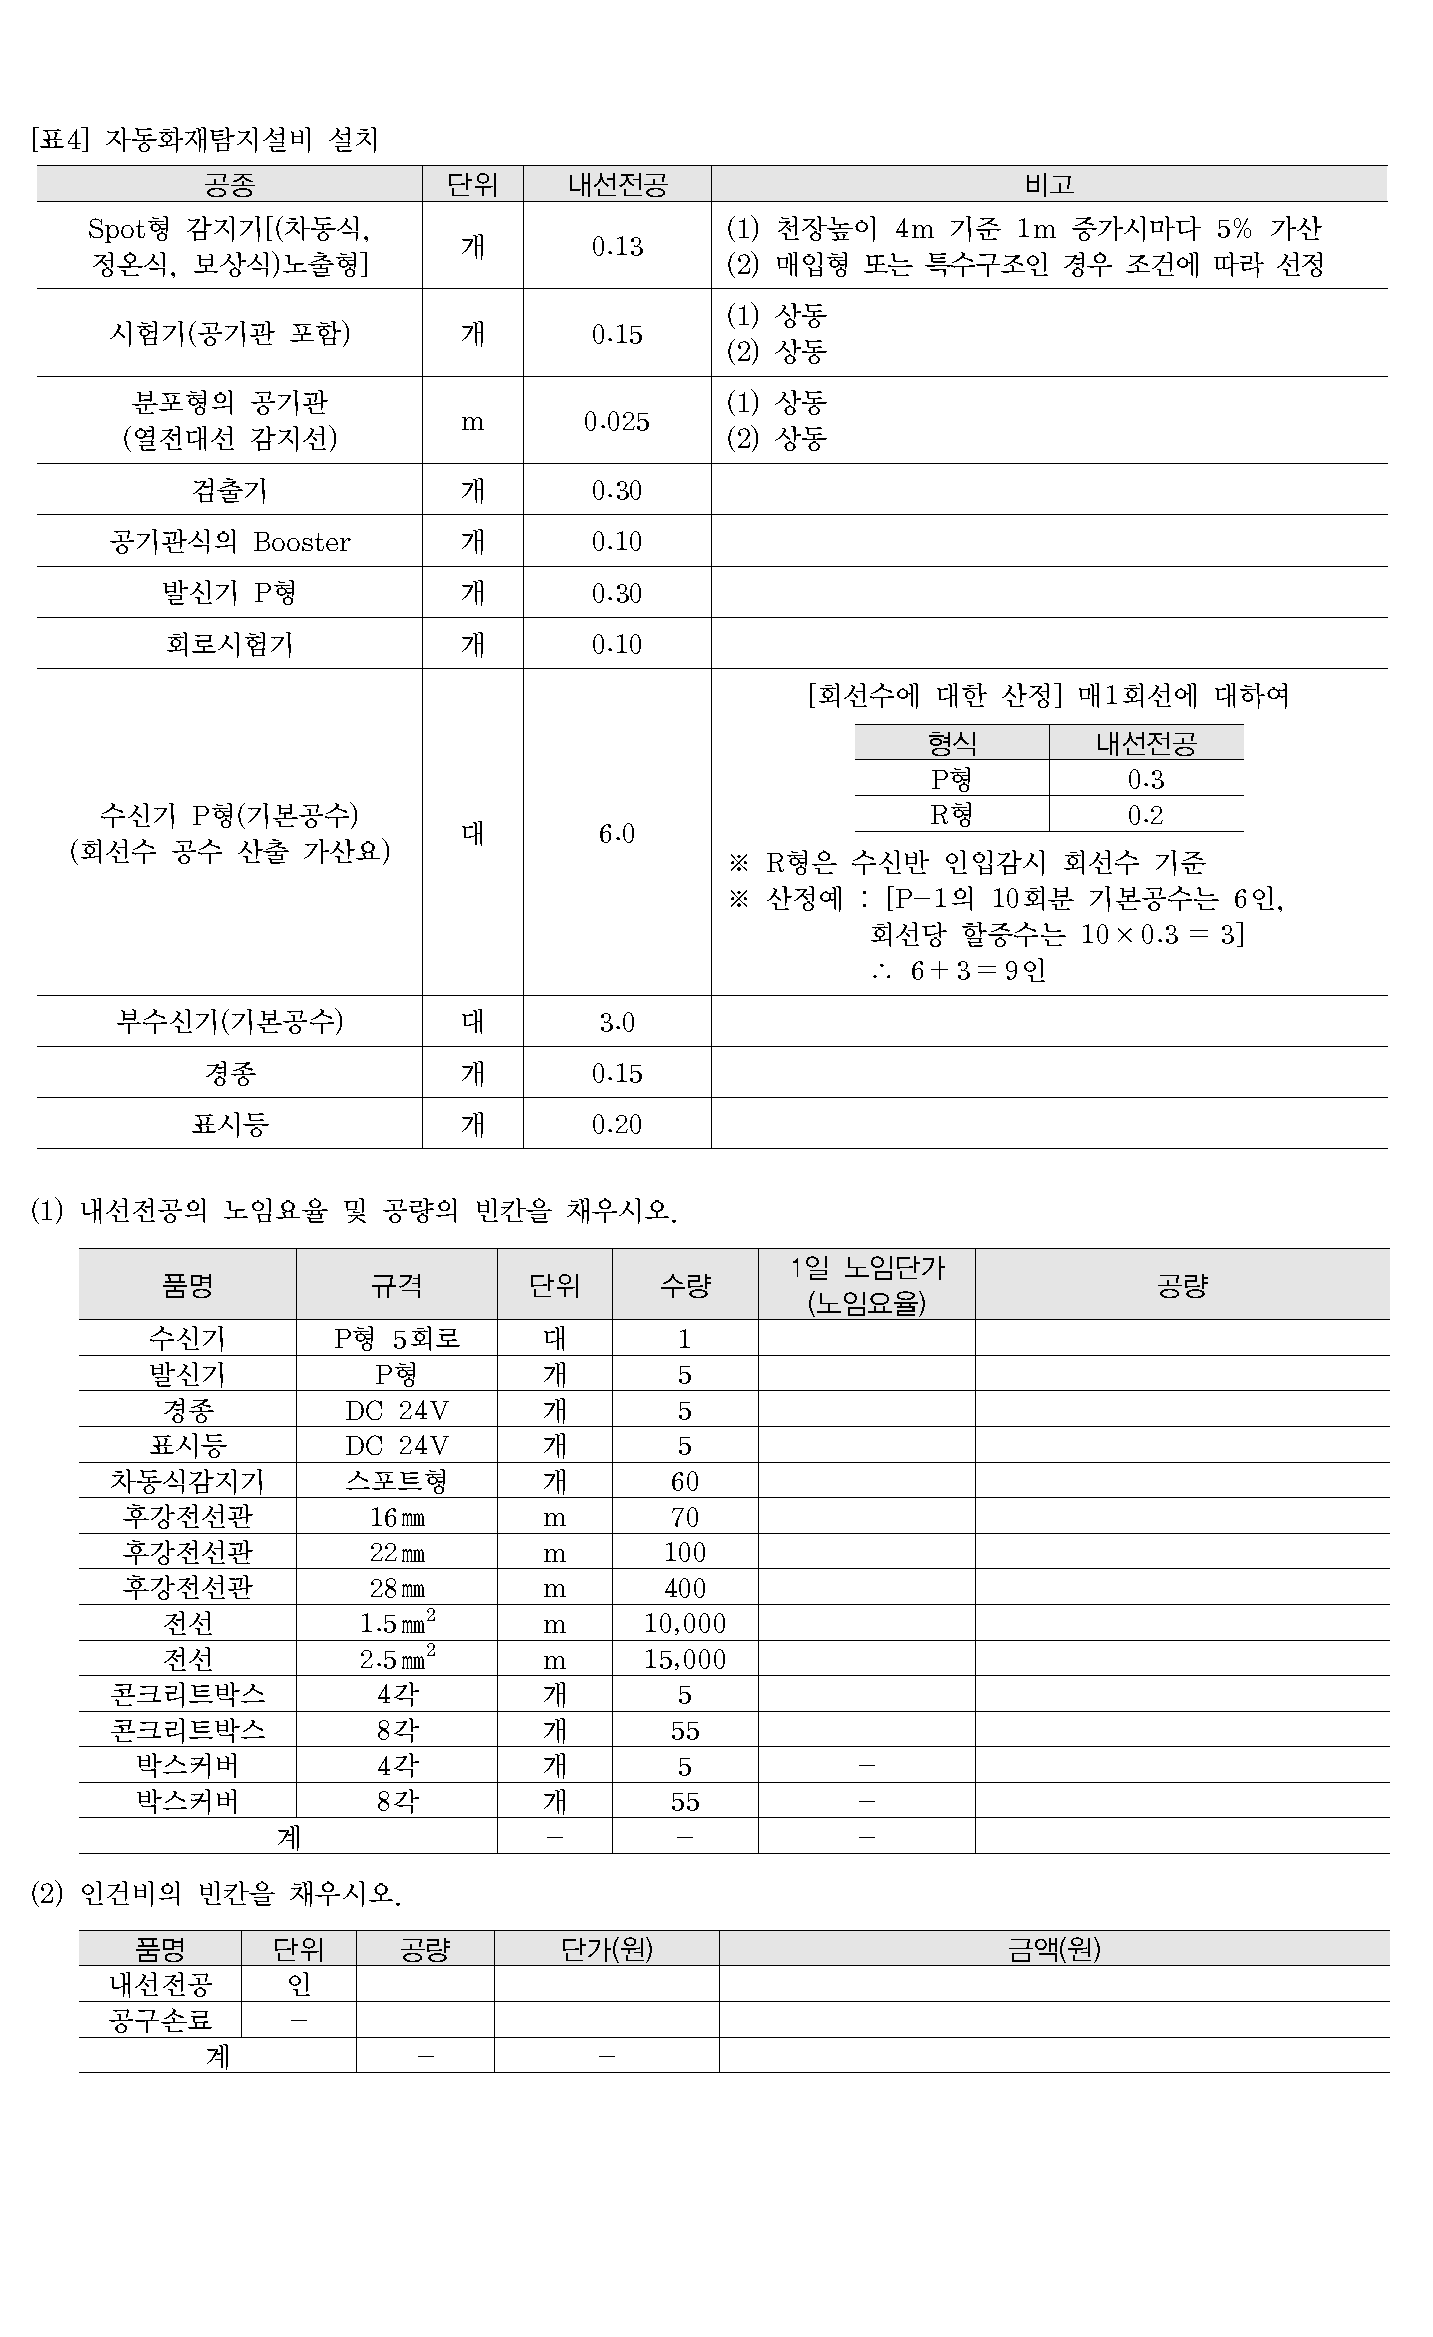 [표4] 자동화재탐지설비 설치
공종 단위 내선전공 비고
Spot형 감지기[(차동식, 정온식, 보상식)노출형] 개 0.13 (1) 천장높이 4m 기준 1m 증가시마다 5% 가산
(2) 매입형 또는 특수구조인 경우 조건에 따라 선정
시험기(공기관 포함) 개 0.15 (1) 상동
(2) 상동
분포형의 공기관
(열전대선 감지선) m 0.025 (1) 상동
(2) 상동
검출기 개 0.30
공기관식의 Booster 개 0.10
발신기 P형 개 0.30
회로시험기 개 0.10
수신기 P형(기본공수)
(회선수 공수 산출 가산요) 대 6.0
[회선수에 대한 산정] 매1회선에 대하여
형식 내선전공
P형 0.3
R형 0.2
※ R형은 수신반 인입감시 회선수 기준
※ 산정예 : [P-1의 10회분 기본공수는 6인,
회선당 할증수는 10×0.3=3]
∴ 6+3=9인
부수신기(기본공수) 대 3.0
경종 개 0.15
표시등 개 0.20
(1) 내선전공의 노임요율 및 공량의 빈칸을 채우시오.
품명 규격 단위 수량 1일 노임단가
(노임요율) 공량
수신기 P형 5회로 대 1
발신기 P형 개 5
경종 DC 24V 개 5
표시등 DC 24V 개 5
차동식감지기 스포트형 개 60
후강전선관 16㎜ m 70
후강전선관 22㎜ m 100
후강전선관 28㎜ m 400
전선 1.5㎜² m 10,000
전선 2.5㎜² m 15,000
콘크리트박스 4각 개 5
콘크리트박스 8각 개 55
박스커버 4각 개 5 −
박스커버 8각 개 55 −
계 − − −
(2) 인건비의 빈칸을 채우시오.
품명 단위 공량 단가(원) 금액(원)
내선전공 인
공구손료 −
계 − −